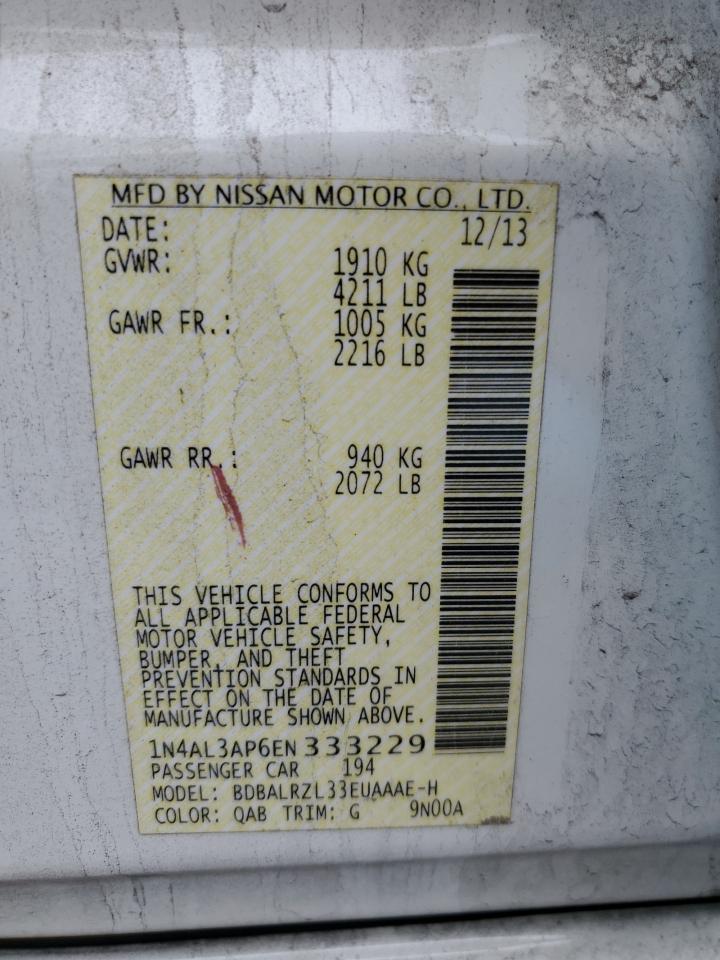 MFD BY NISSAN MOTOR CO., LTD.
DATE: 12/13
GVWR: 1910 KG
4211 LB
GAWR FR.: 1005 KG
2216 LB
GAWR RR.: 940 KG
2072 LB
THIS VEHICLE CONFORMS TO
ALL APPLICABLE FEDERAL
MOTOR VEHICLE SAFETY,
BUMPER, AND THEFT
PREVENTION STANDARDS IN
EFFECT ON THE DATE OF
MANUFACTURE SHOWN ABOVE.
1N4AL3AP6EN 333229
PASSENGER CAR 194
MODEL: BDBALRZL33EUAAAE-H
COLOR: QAB TRIM: G 9N00A